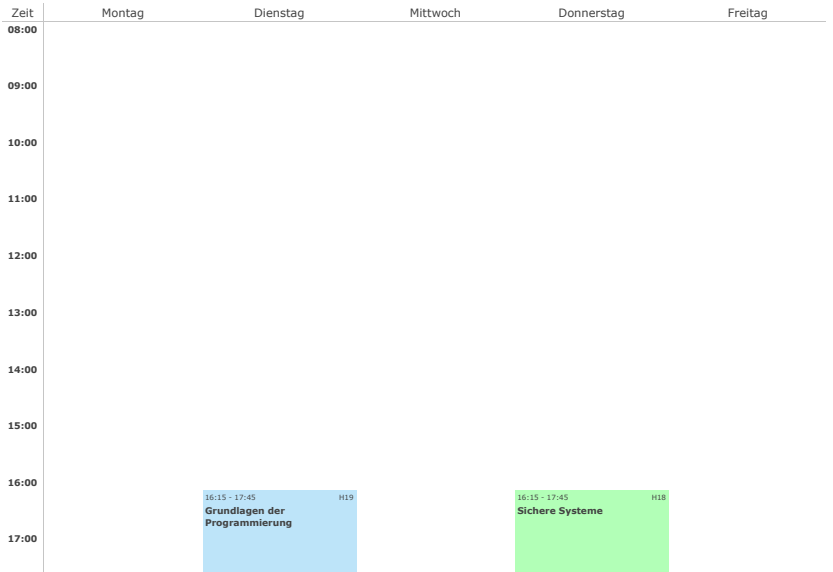 Zeit Montag Dienstag Mittwoch Donnerstag Freitag
08:00
09:00
10:00
11:00
12:00
13:00
14:00
15:00
16:00
16:15 - 17:45 H19
Grundlagen der
Programmierung
16:15 - 17:45 H18
Sichere Systeme
17:00